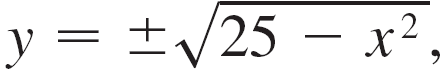 y = ±√25 − x²,